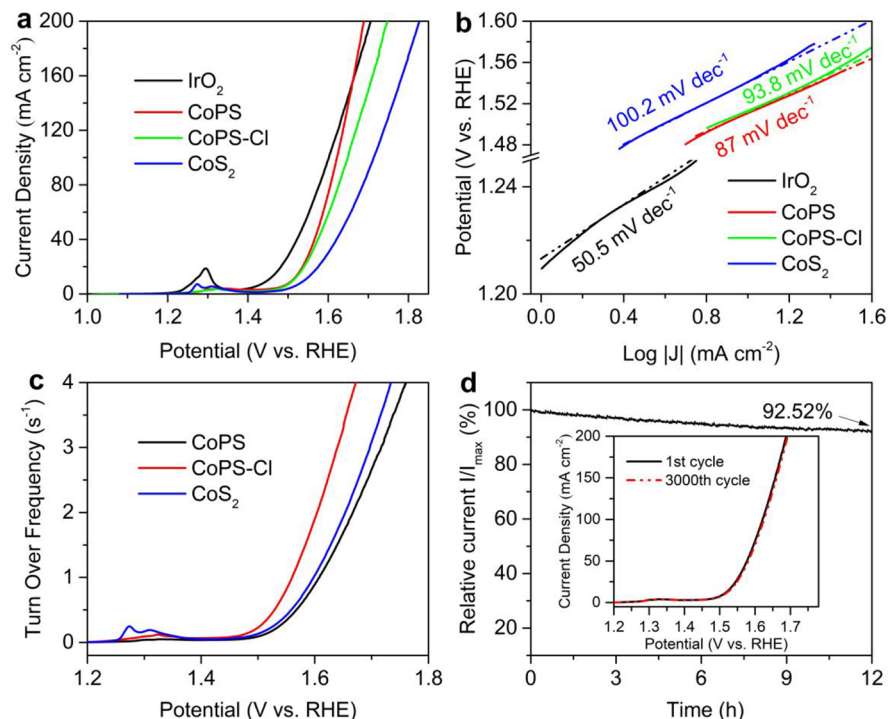 a
Current Density (mA cm⁻²)
200
160
120
80
40
0
IrO₂
CoPS
CoPS-Cl
CoS₂
1.0 1.2 1.4 1.6 1.8
Potential (V vs. RHE)
b
Potential (V vs. RHE)
1.60
1.56
1.52
1.48
1.24
1.20
100.2 mV dec⁻¹
93.8 mV dec⁻¹
87 mV dec⁻¹
50.5 mV dec⁻¹
IrO₂
CoPS
CoPS-Cl
CoS₂
0.0 0.4 0.8 1.2 1.6
Log |J| (mA cm⁻²)
c
Turn Over Frequency (s⁻¹)
4
3
2
1
0
CoPS
CoPS-Cl
CoS₂
1.2 1.4 1.6 1.8
Potential (V vs. RHE)
d
Relative current I/Iₘₐₓ (%)
100
80
60
40
20
92.52%
Current Density (mA cm⁻²)
200
150
100
50
0
1st cycle
3000th cycle
1.2 1.3 1.4 1.5 1.6 1.7
Potential (V vs. RHE)
0 3 6 9 12
Time (h)